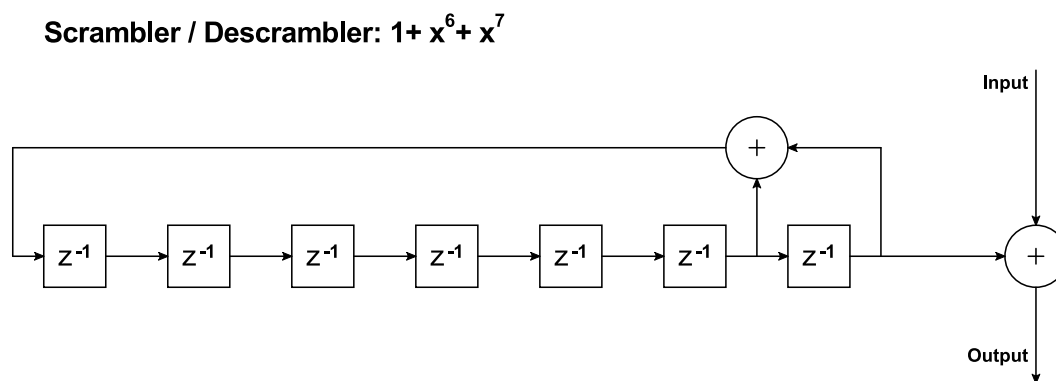 Scrambler / Descrambler: 1+ x⁶+ x⁷
Input
+
z⁻¹ z⁻¹ z⁻¹ z⁻¹ z⁻¹ z⁻¹ z⁻¹ +
Output